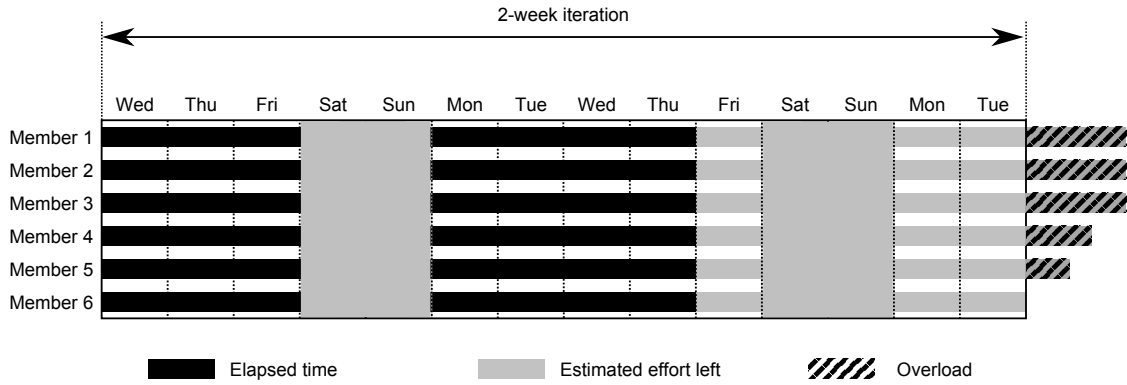 2-week iteration
Wed Thu Fri Sat Sun Mon Tue Wed Thu Fri Sat Sun Mon Tue
Member 1
Member 2
Member 3
Member 4
Member 5
Member 6
Elapsed time Estimated effort left Overload